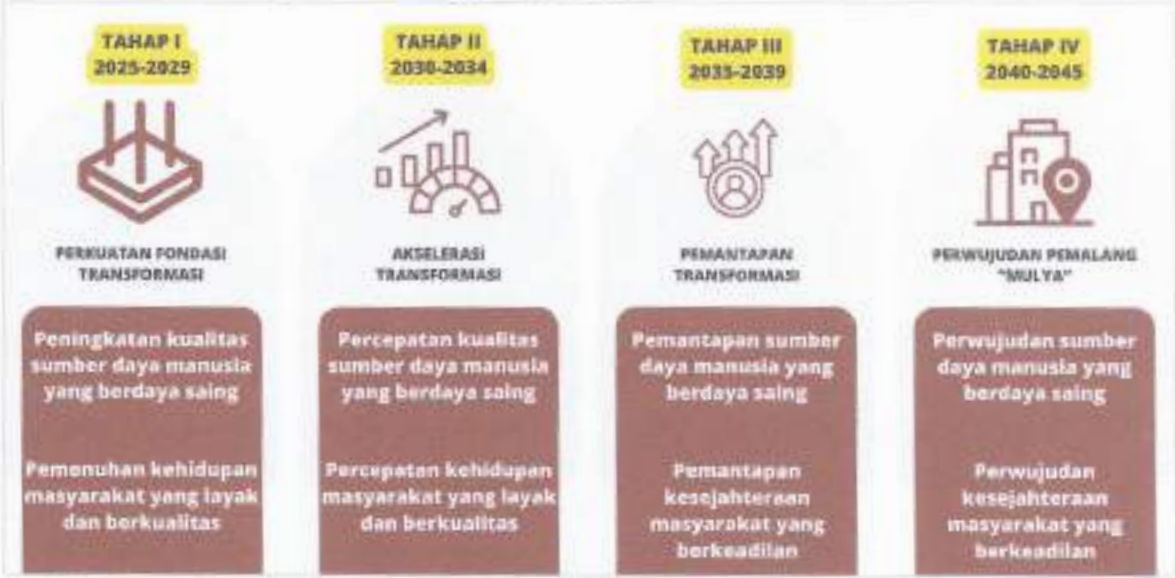 TAHAP I
2025-2029
PERKUATAN FONDASI
TRANSFORMASI
Peningkatan kualitas
sumber daya manusia
yang berdaya saing
Pemenuhan kehidupan
masyarakat yang layak
dan berkualitas
TAHAP II
2030-2034
AKSELERASI
TRANSFORMASI
Percepatan kualitas
sumber daya manusia
yang berdaya saing
Percepatan kehidupan
masyarakat yang layak
dan berkualitas
TAHAP III
2035-2039
PEMANTAPAN
TRANSFORMASI
Pemantapan sumber
daya manusia yang
berdaya saing
Pemantapan
kesejahteraan
masyarakat yang
berkeadilan
TAHAP IV
2040-2045
PERWUJUDAN PEMALANG
"MULYA"
Perwujudan sumber
daya manusia yang
berdaya saing
Perwujudan
kesejahteraan
masyarakat yang
berkeadilan